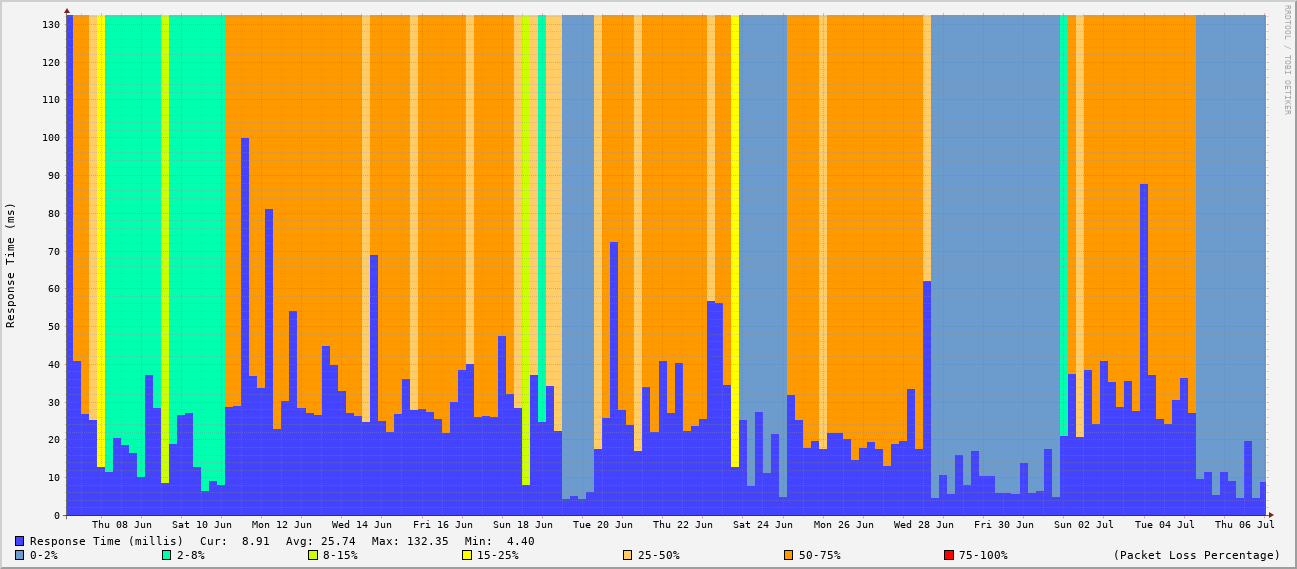 RRDTOOL / TOBI OETIKER
Response Time (ms)
130
120
110
100
90
80
70
60
50
40
30
20
10
0
Thu 08 Jun Sat 10 Jun Mon 12 Jun Wed 14 Jun Fri 16 Jun Sun 18 Jun Tue 20 Jun Thu 22 Jun Sat 24 Jun Mon 26 Jun Wed 28 Jun Fri 30 Jun Sun 02 Jul Tue 04 Jul Thu 06 Jul
Response Time (millis) Cur: 8.91 Avg: 25.74 Max: 132.35 Min: 4.40
0-2% 2-8% 8-15% 15-25% 25-50% 50-75% 75-100% (Packet Loss Percentage)